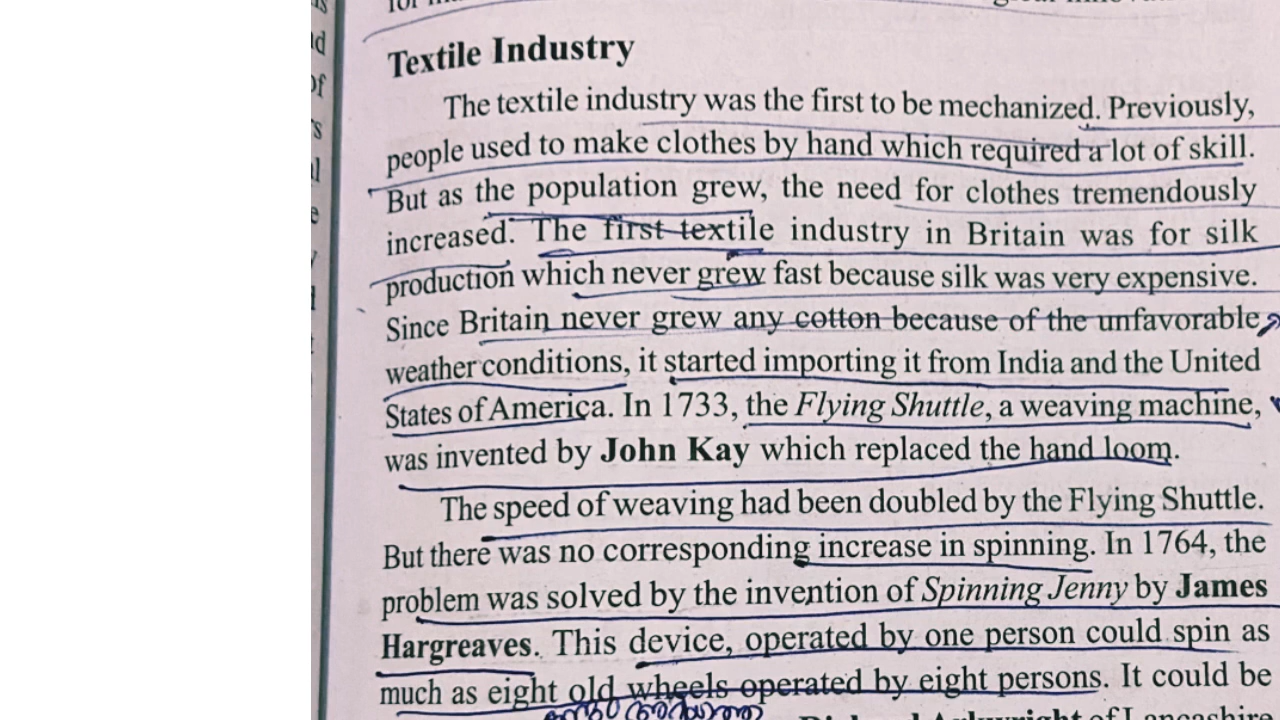 Textile Industry
The textile industry was the first to be mechanized. Previously,
people used to make clothes by hand which required a lot of skill.
But as the population grew, the need for clothes tremendously
increased. The first textile industry in Britain was for silk
production which never grew fast because silk was very expensive.
Since Britain never grew any cotton because of the unfavorable
weather conditions, it started importing it from India and the United
States of America. In 1733, the Flying Shuttle, a weaving machine,
was invented by John Kay which replaced the hand loom.
The speed of weaving had been doubled by the Flying Shuttle.
But there was no corresponding increase in spinning. In 1764, the
problem was solved by the invention of Spinning Jenny by James
Hargreaves. This device, operated by one person could spin as
much as eight old wheels operated by eight persons. It could be
of Lancashire